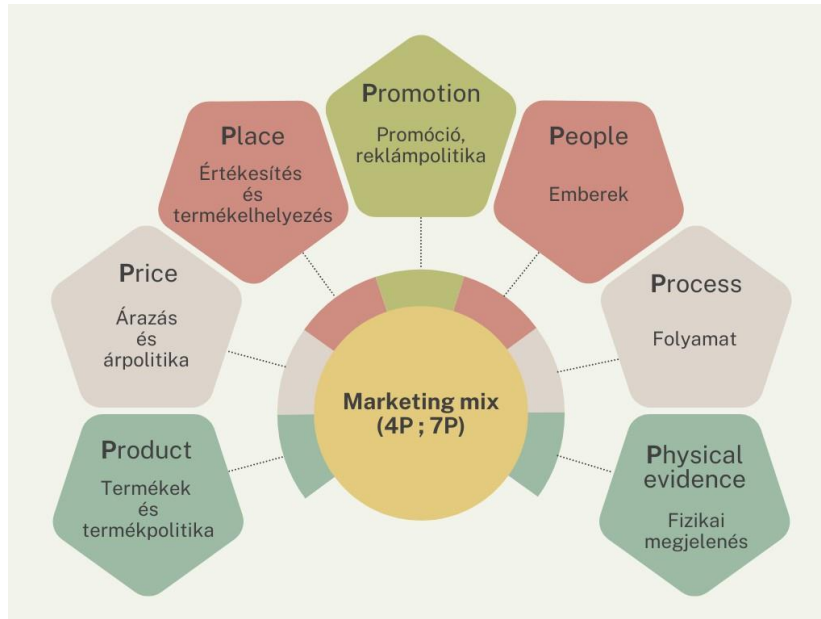 Promotion
Promóció,
reklámpolitika
Place
Értékesítés
és
termékelhelyezés
People
Emberek
Price
Árazás
és
árpolitika
Process
Folyamat
Marketing mix
(4P ; 7P)
Product
Termékek
és
termékpolitika
Physical
evidence
Fizikai
megjelenés